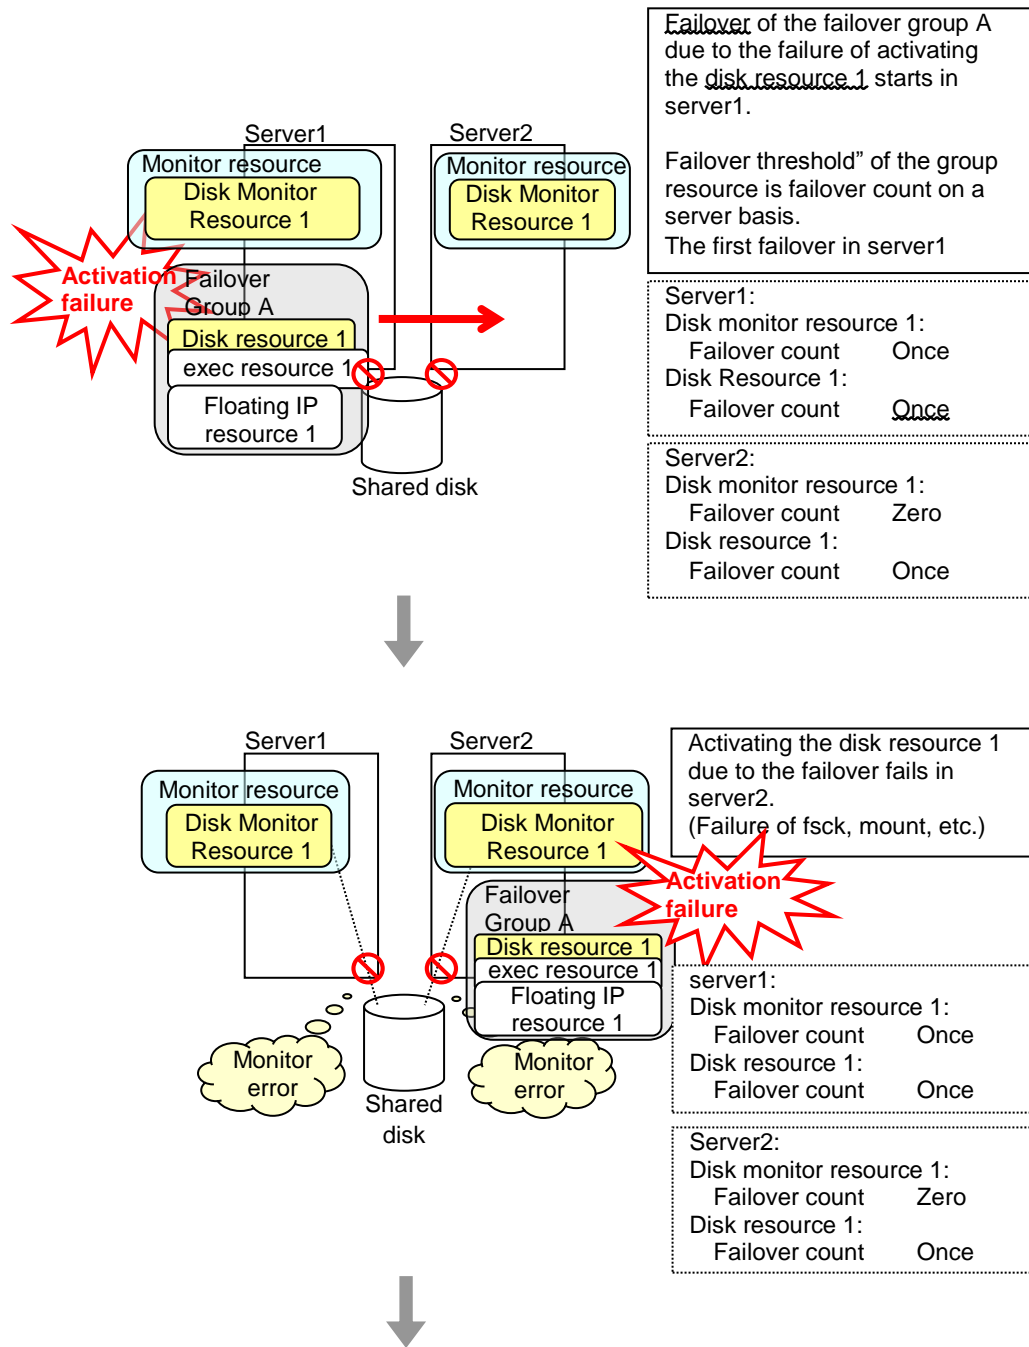 Failover of the failover group A
due to the failure of activating
the disk resource 1 starts in
server1.
Failover threshold” of the group
resource is failover count on a
server basis.
The first failover in server1
Server1
Server2
Monitor resource
Disk Monitor
Resource 1
Monitor resource
Disk Monitor
Resource 1
Activation
failure
Failover
Group A
Disk resource 1
exec resource 1
Floating IP
resource 1
Shared disk
Server1:
Disk monitor resource 1:
Failover count Once
Disk Resource 1:
Failover count Once
Server2:
Disk monitor resource 1:
Failover count Zero
Disk resource 1:
Failover count Once
Server1
Server2
Monitor resource
Disk Monitor
Resource 1
Monitor resource
Disk Monitor
Resource 1
Activating the disk resource 1
due to the failover fails in
server2.
(Failure of fsck, mount, etc.)
Activation
failure
Failover
Group A
Disk resource 1
exec resource 1
Floating IP
resource 1
Monitor
error
Shared
disk
Monitor
error
server1:
Disk monitor resource 1:
Failover count Once
Disk resource 1:
Failover count Once
Server2:
Disk monitor resource 1:
Failover count Zero
Disk resource 1:
Failover count Once